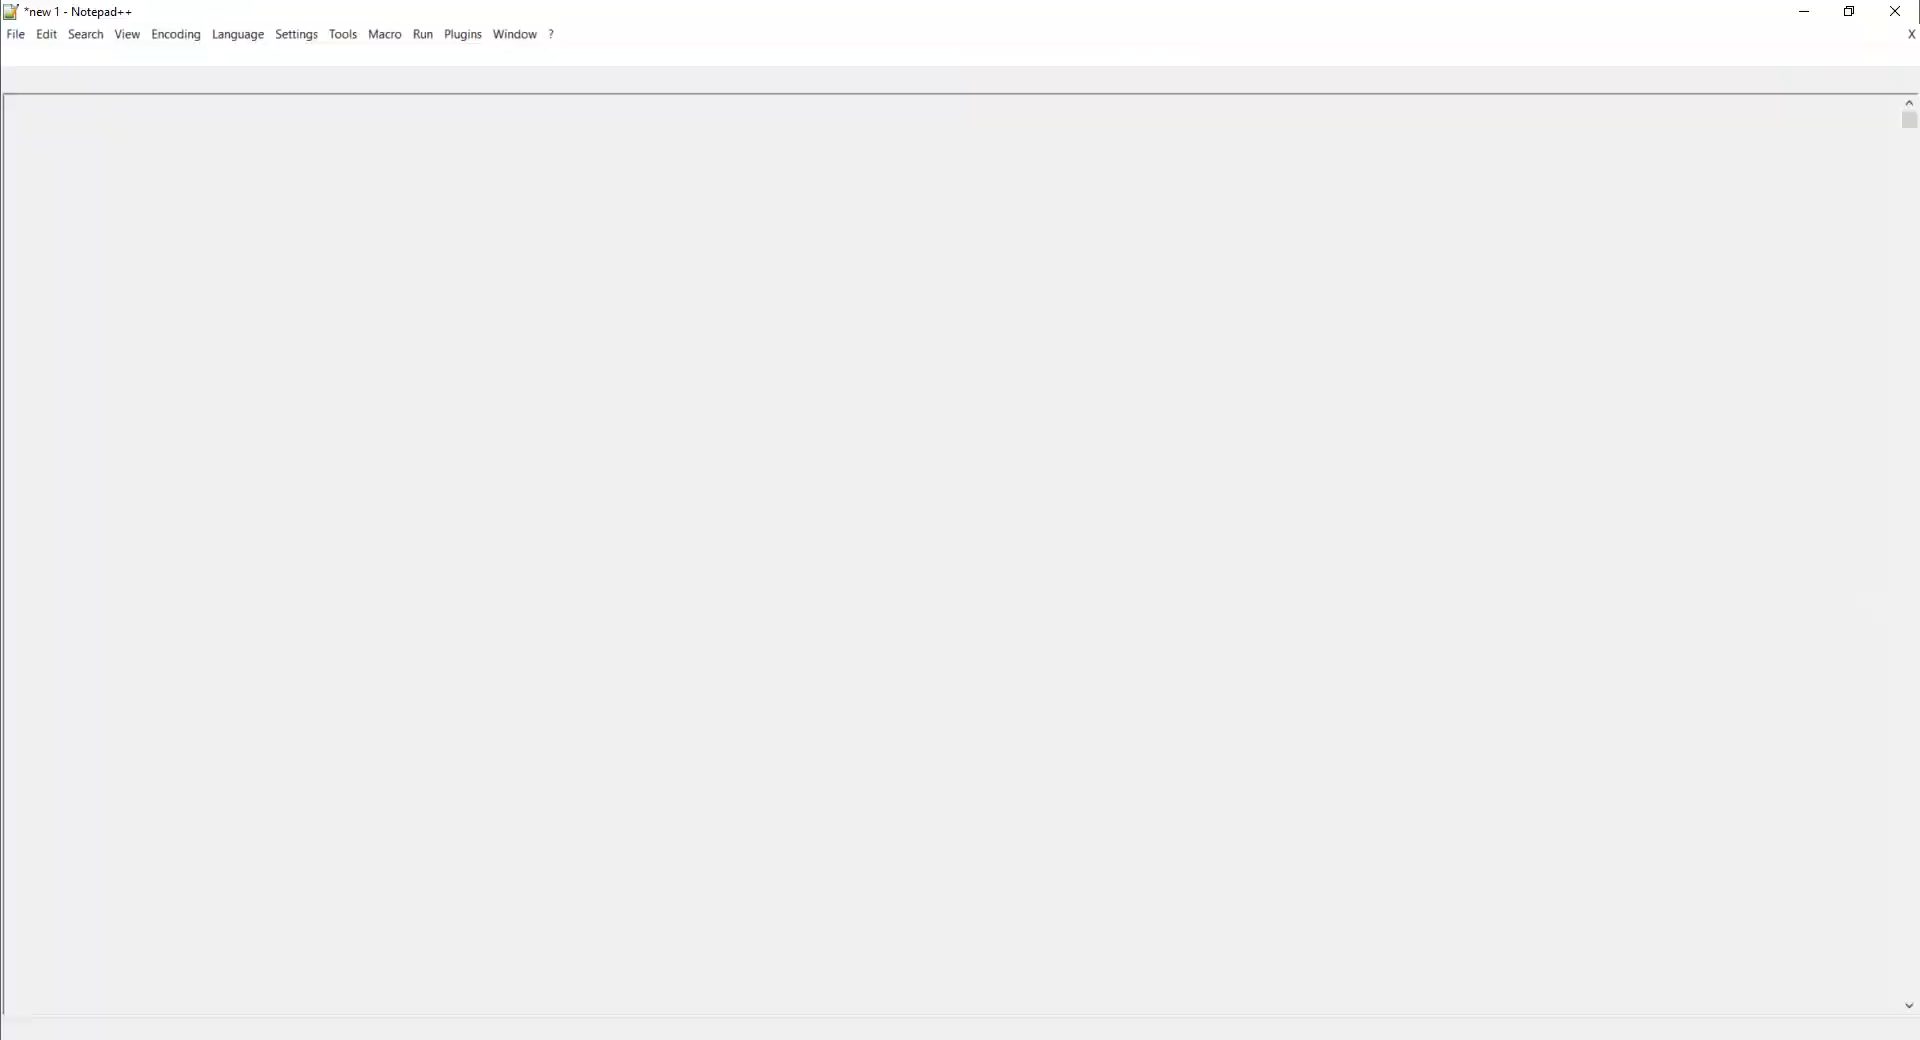 *new 1 - Notepad++
File Edit Search View Encoding Language Settings Tools Macro Run Plugins Window ?
X